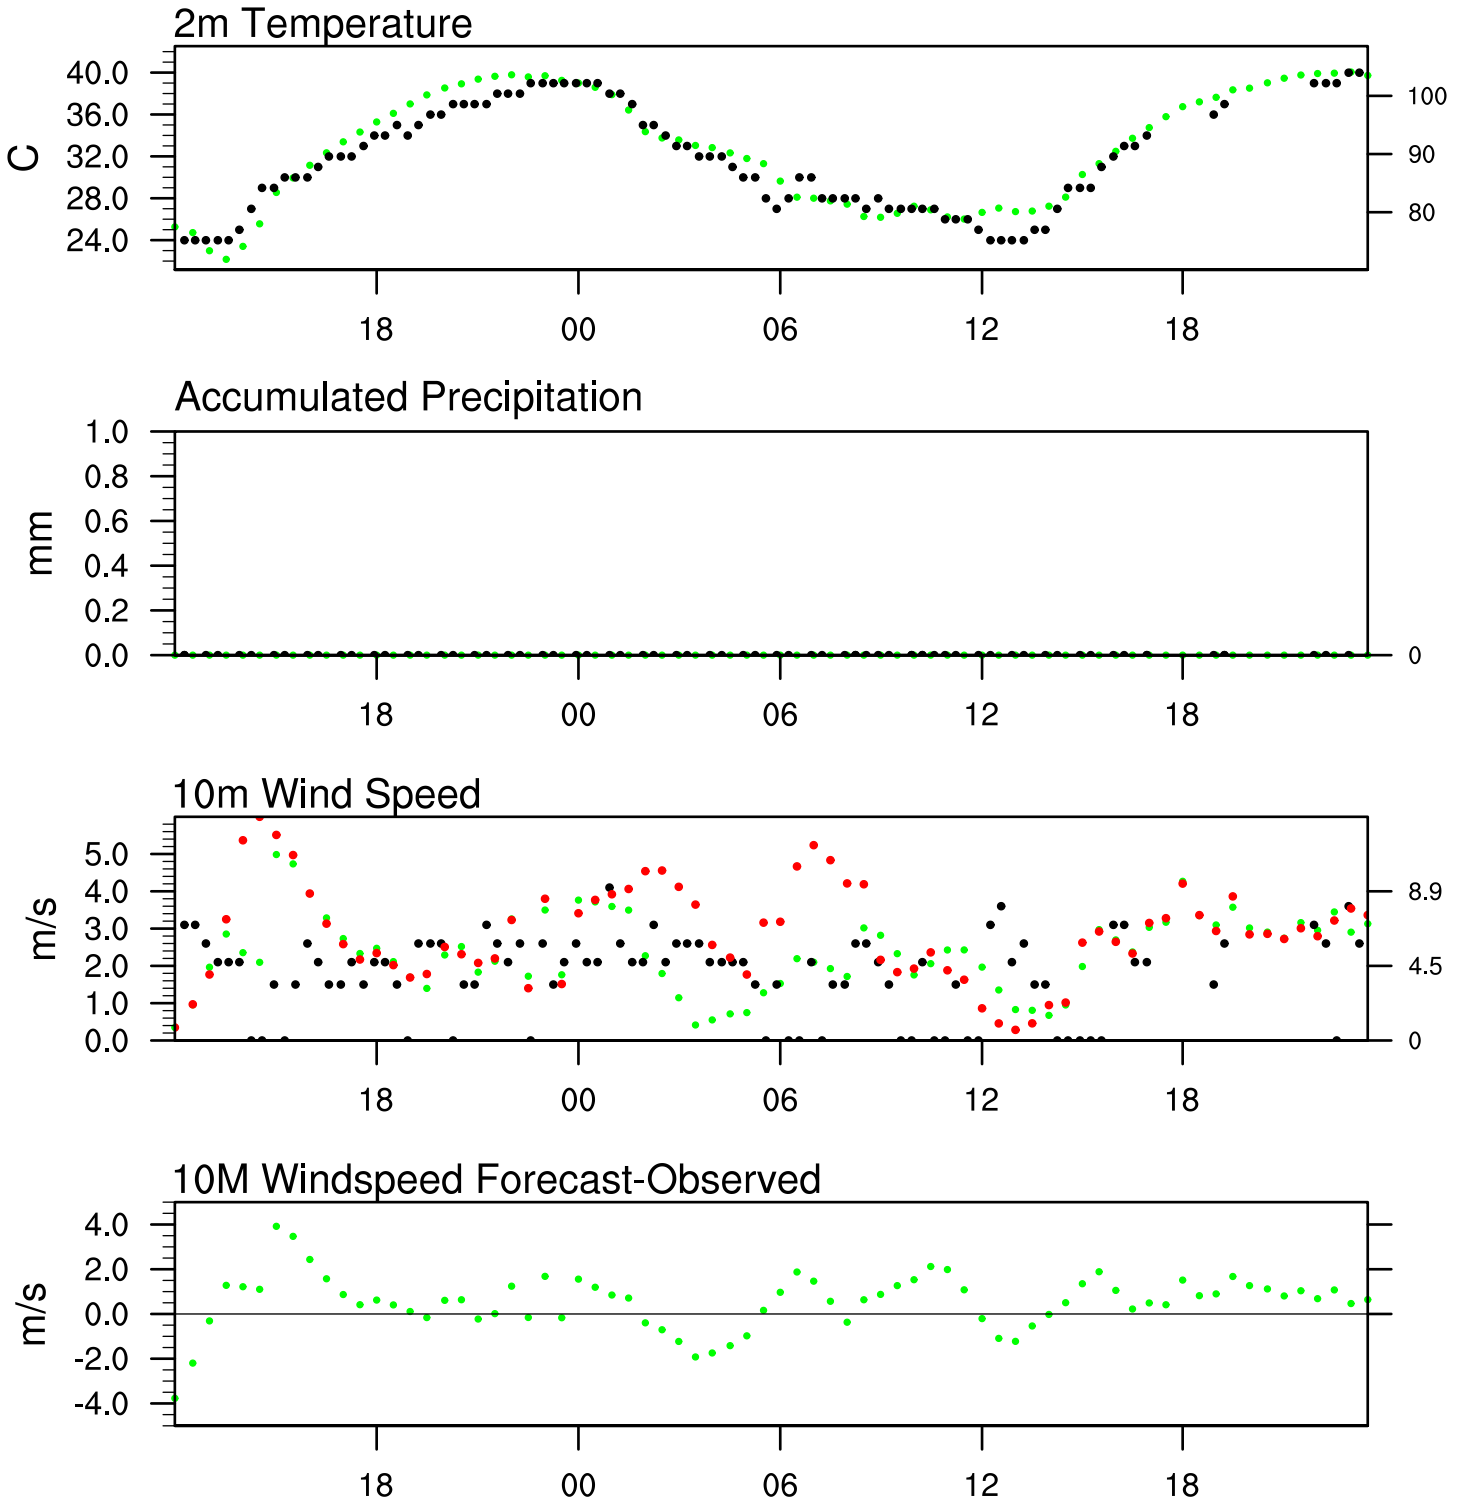 2m Temperature
40.0
36.0
32.0
28.0
24.0
C
100
90
80
18 00 06 12 18
Accumulated Precipitation
1.0
0.8
0.6
0.4
0.2
0.0
mm
0
18 00 06 12 18
10m Wind Speed
5.0
4.0
3.0
2.0
1.0
0.0
m/s
8.9
4.5
0
18 00 06 12 18
10M Windspeed Forecast-Observed
4.0
2.0
0.0
-2.0
-4.0
m/s
18 00 06 12 18